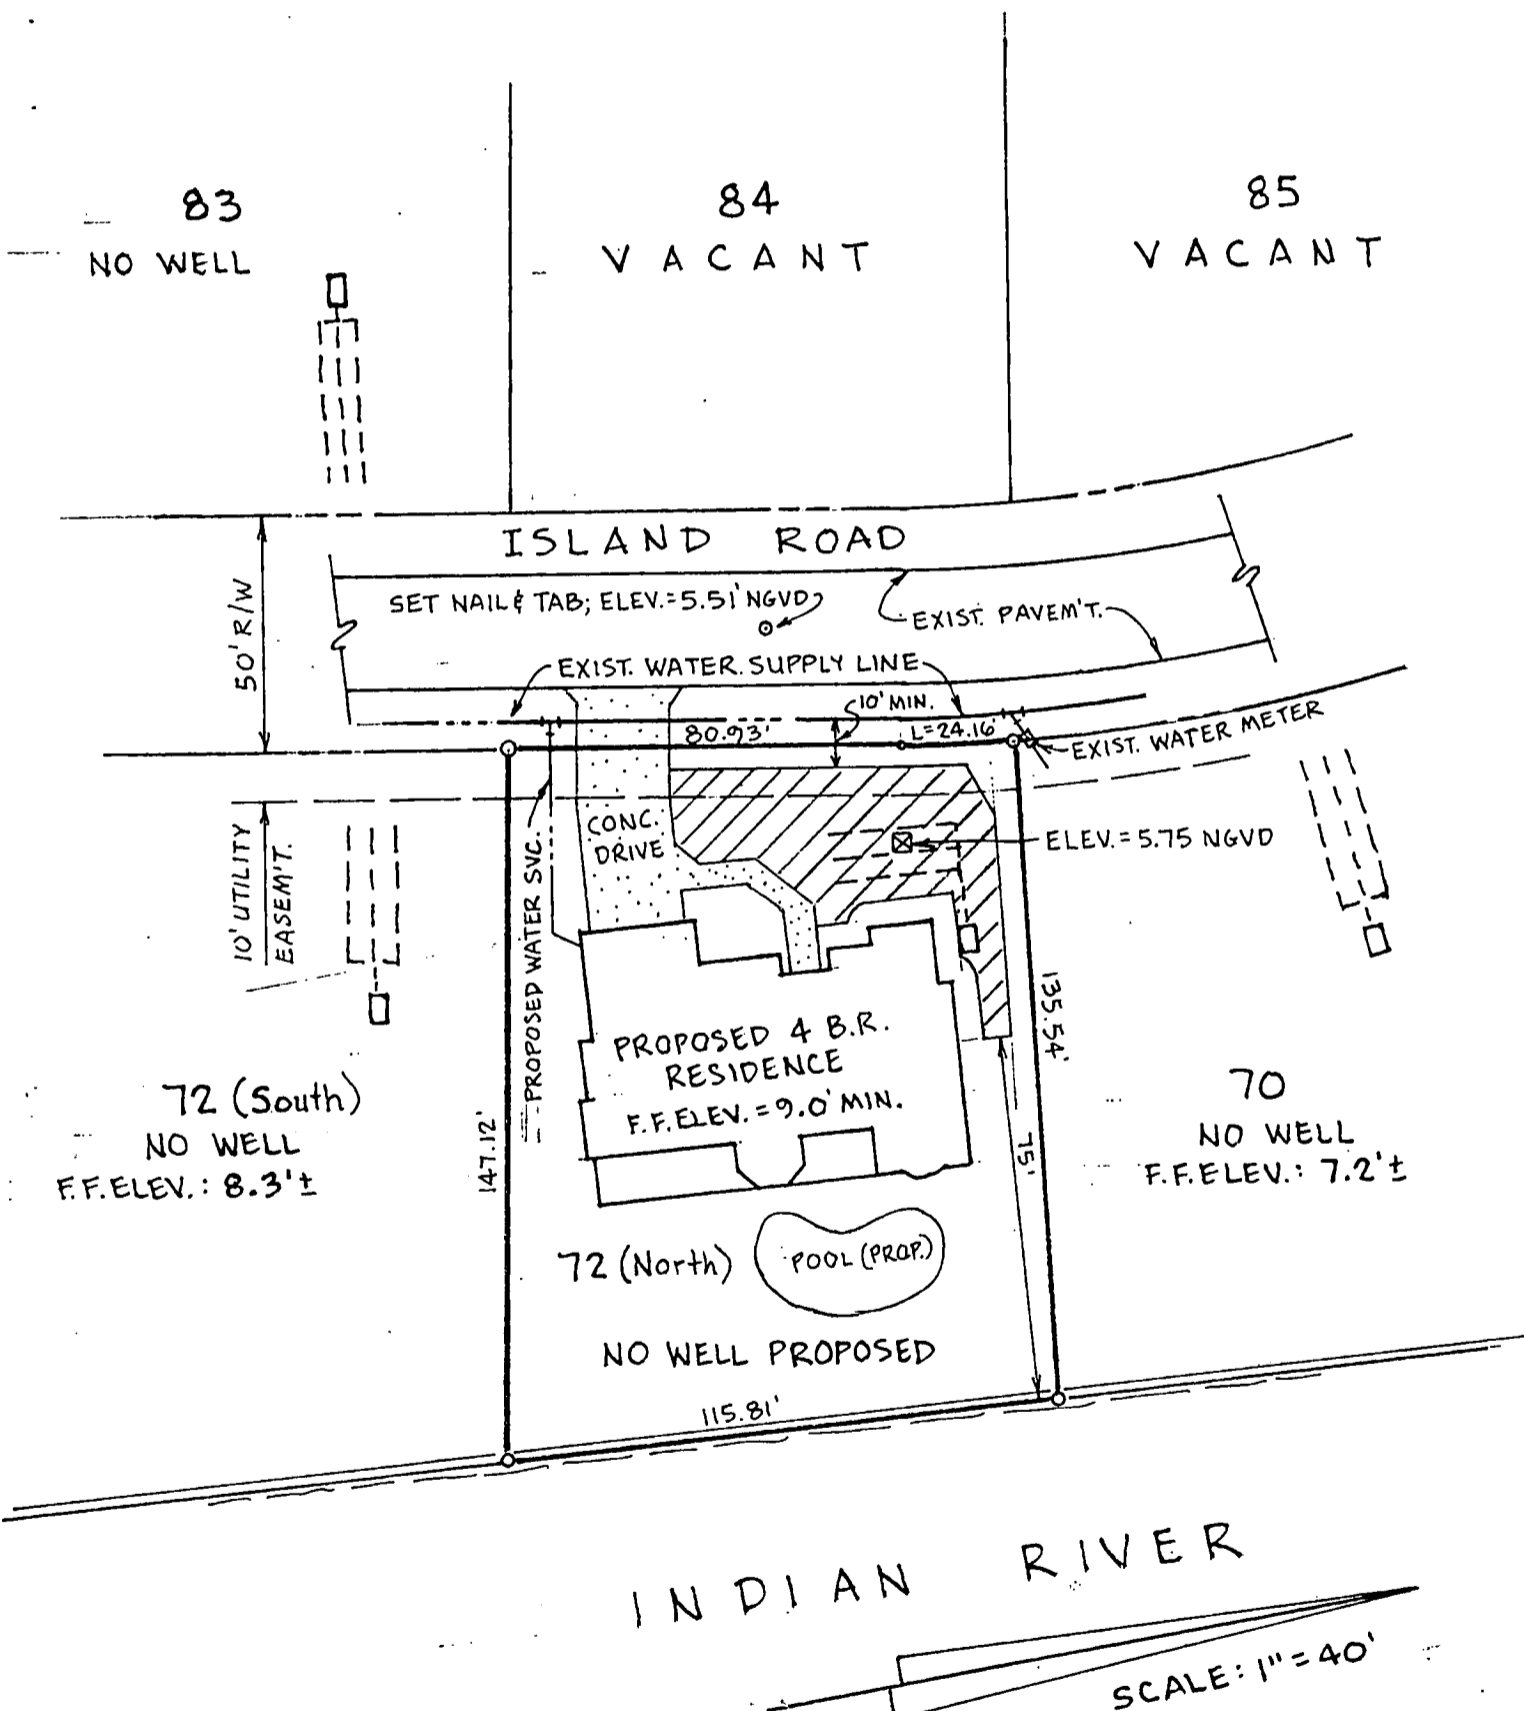 83
NO WELL
84
VACANT
85
VACANT
ISLAND ROAD
50' R/W
SET NAIL & TAB; ELEV.=5.51' NGVD
EXIST. PAVEM'T.
EXIST. WATER SUPPLY LINE
10' MIN.
80.93'
L=24.16'
EXIST. WATER METER
10' UTILITY
EASEM'T.
PROPOSED WATER SVC.
CONC.
DRIVE
ELEV.=5.75 NGVD
PROPOSED 4 B.R.
RESIDENCE
F.F. ELEV. = 9.0' MIN.
135.54'
75'
147.12'
72 (South)
NO WELL
F.F. ELEV.: 8.3'±
70
NO WELL
F.F. ELEV.: 7.2'±
72 (North)
POOL (PROP.)
NO WELL PROPOSED
115.81'
INDIAN RIVER
SCALE: 1" = 40'